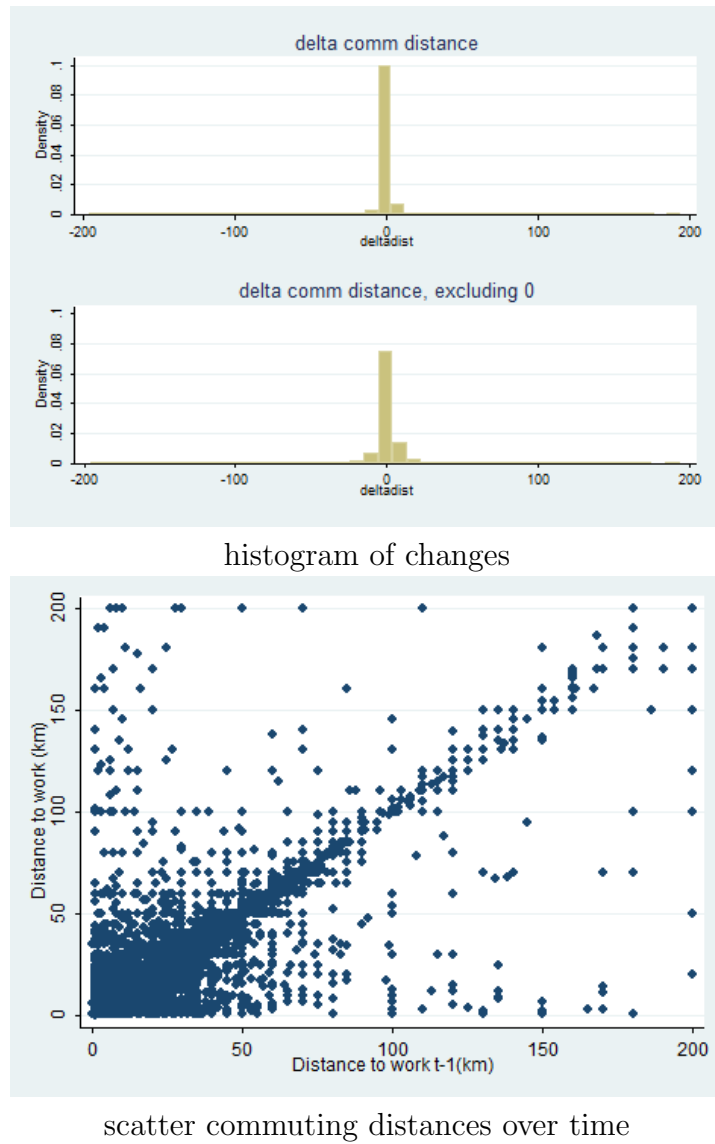 delta comm distance
Density
0 .02 .04 .06 .08 .1
-200 -100 0 100 200
deltadist
delta comm distance, excluding 0
Density
0 .02 .04 .06 .08 .1
-200 -100 0 100 200
deltadist
histogram of changes
Distance to work (km)
0 50 100 150 200
0 50 100 150 200
Distance to work t-1(km)
scatter commuting distances over time